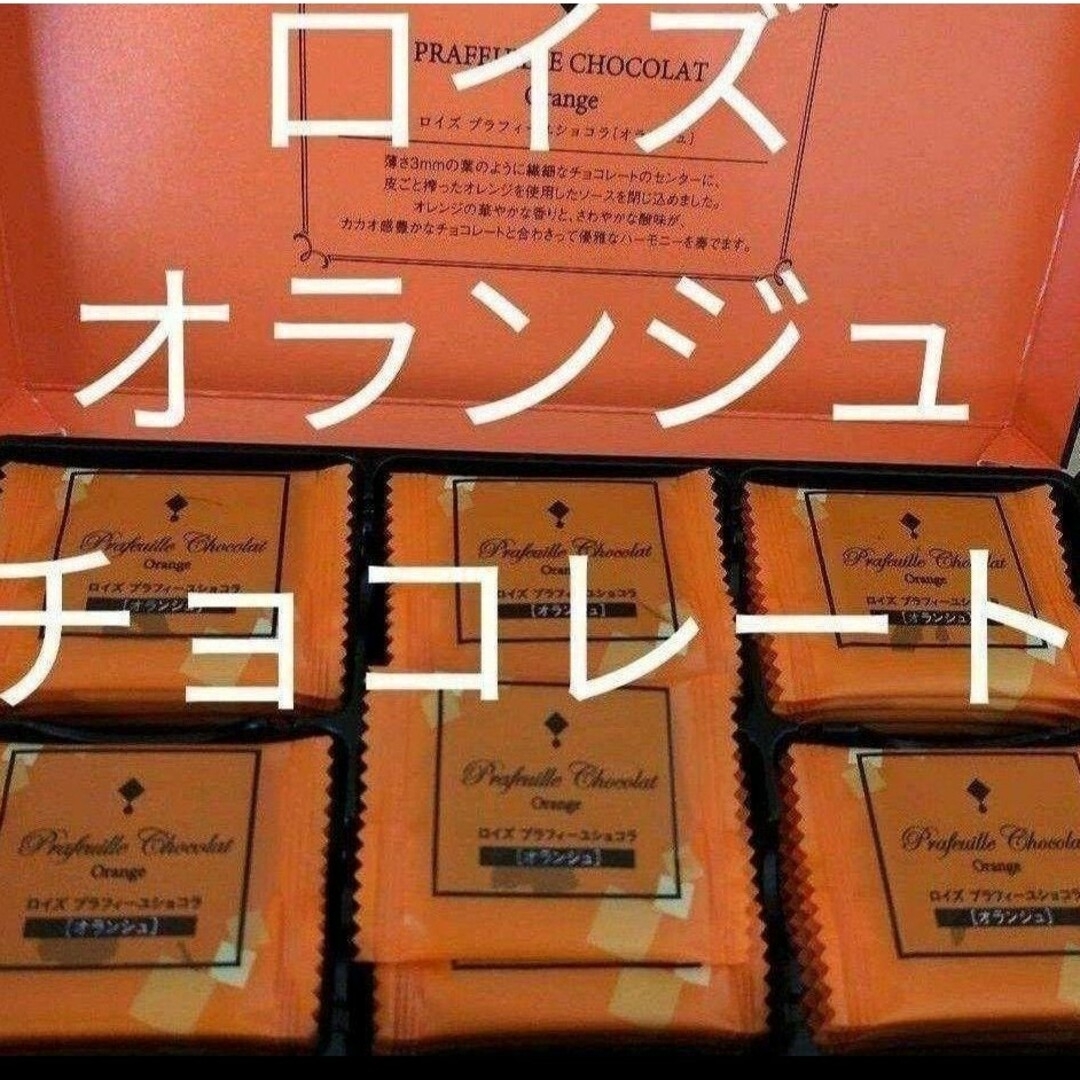 ロイズ
PRAFEUILLE CHOCOLAT
Orange
ロイズ プラフィーユショコラ[オランジュ]
薄さ3mmの葉のように繊細なチョコレートのセンターに、
皮ごと搾ったオレンジを使用したソースを閉じ込めました。
オレンジの華やかな香りと、さわやかな酸味が、
カカオ感豊かなチョコレートと合わさって優雅なハーモニーを奏でます。
オランジュ
チョコレート
Prafeuille Chocolat
Orange
ロイズ プラフィーユショコラ
[オランジュ]
Prafeuille Chocolat
Orange
ロイズ プラフィーユショコラ
[オランジュ]
Prafeuille Chocolat
Orange
ロイズ プラフィーユショコラ
[オランジュ]
Prafeuille Chocolat
Orange
ロイズ プラフィーユショコラ
[オランジュ]
Prafeuille Chocolat
Orange
ロイズ プラフィーユショコラ
[オランジュ]
Prafeuille Chocola
Orange
ロイズ プラフィーユショコラ
[オランジュ]